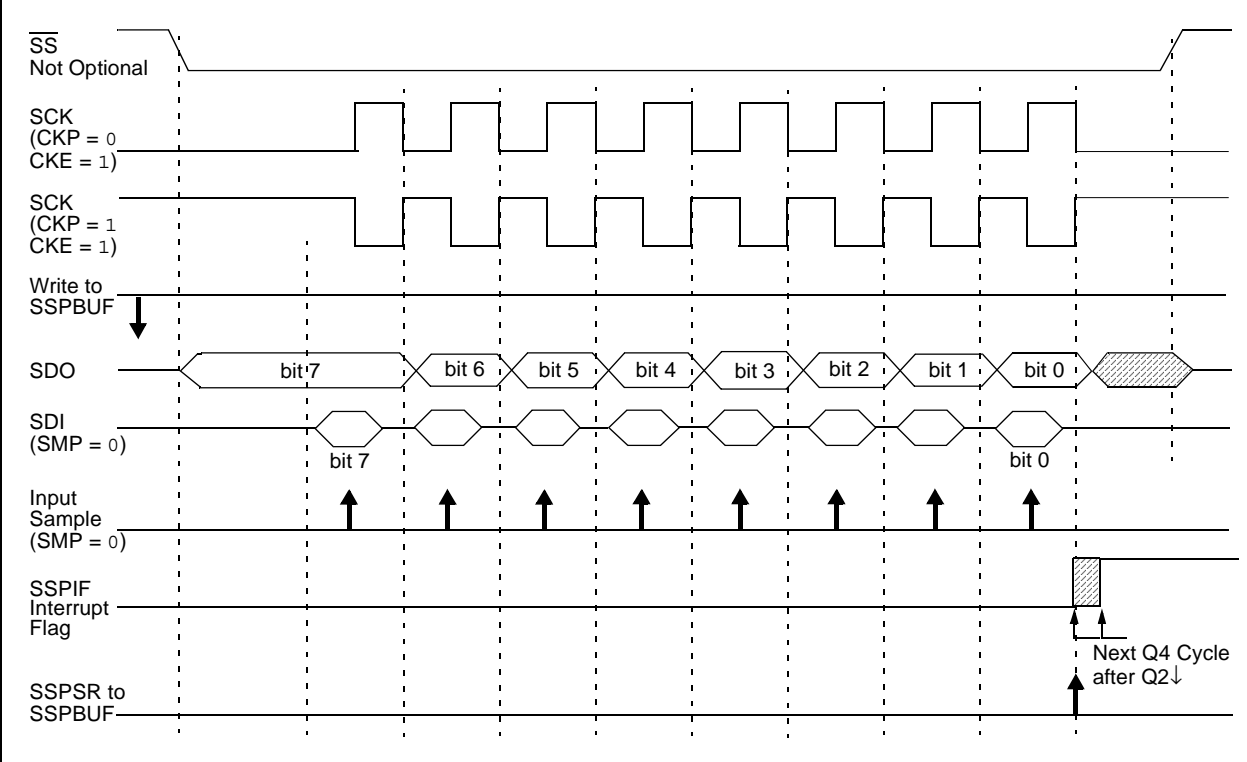 SS
Not Optional
SCK
(CKP = 0
CKE = 1)
SCK
(CKP = 1
CKE = 1)
Write to
SSPBUF
SDO
bit 7
bit 6
bit 5
bit 4
bit 3
bit 2
bit 1
bit 0
SDI
(SMP = 0)
bit 7
bit 0
Input
Sample
(SMP = 0)
SSPIF
Interrupt
Flag
Next Q4 Cycle
after Q2↓
SSPSR to
SSPBUF